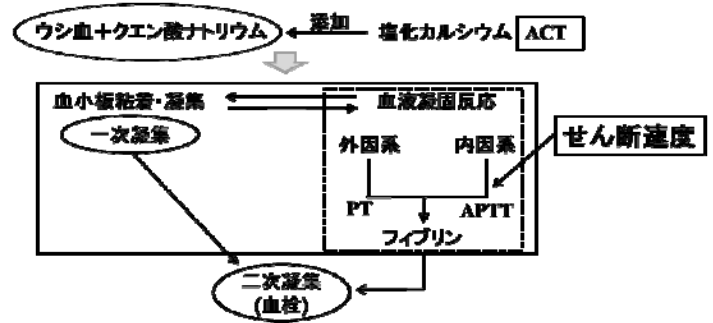 ウシ血+クエン酸ナトリウム 添加 塩化カルシウム ACT
血小板粘着・凝集 血液凝固反応
一次凝集 外因系 内因系 せん断速度
PT APTT
フィブリン
二次凝集
(血栓)